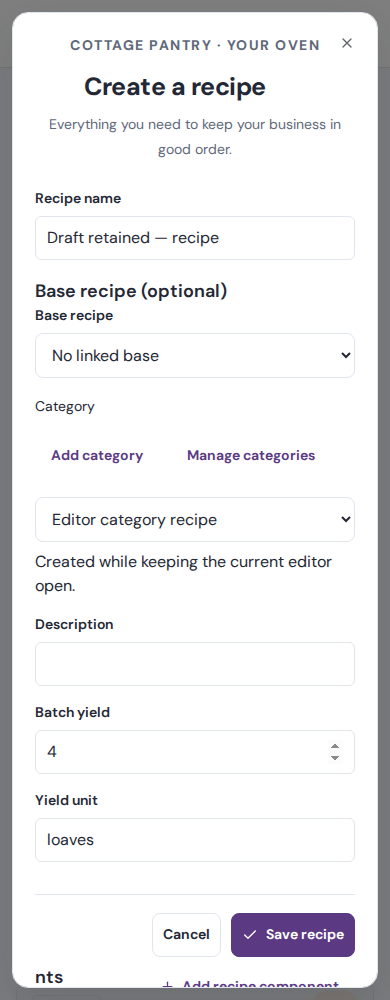 COTTAGE PANTRY · YOUR OVEN
Create a recipe
Everything you need to keep your business in
good order.
Recipe name
Draft retained — recipe
Base recipe (optional)
Base recipe
No linked base
Category
Add category
Manage categories
Editor category recipe
Created while keeping the current editor
open.
Description
Batch yield
4
Yield unit
loaves
Cancel
Save recipe
nts
Add recipe component